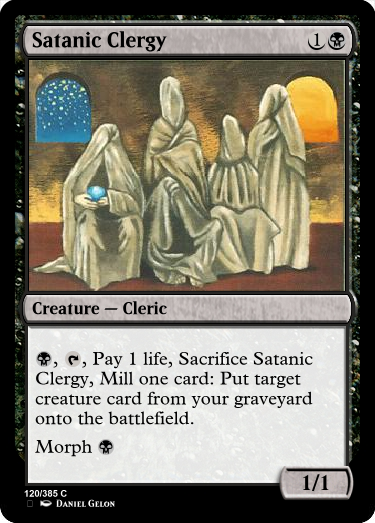 Satanic Clergy 1
Creature — Cleric
, , Pay 1 life, Sacrifice Satanic
Clergy, Mill one card: Put target
creature card from your graveyard
onto the battlefield.
Morph
1/1
120/385 C
DANIEL GELON